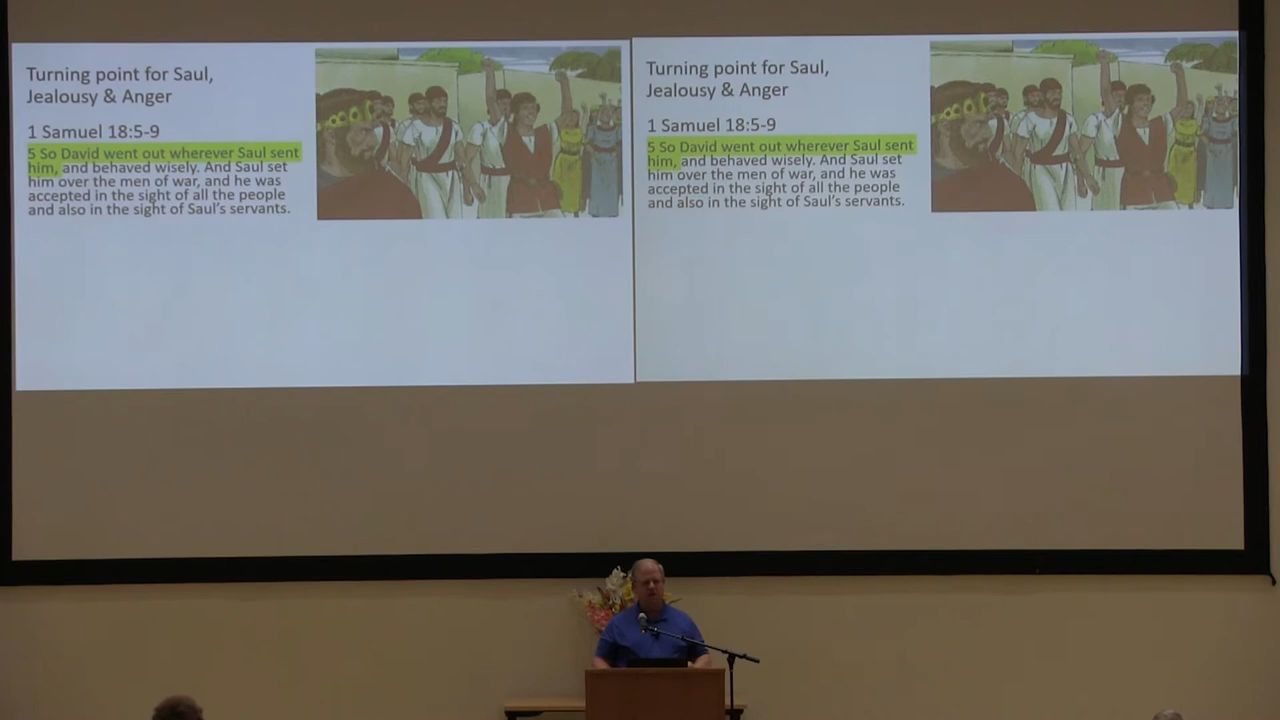 Turning point for Saul,
Jealousy & Anger
1 Samuel 18:5-9
5 So David went out wherever Saul sent
him, and behaved wisely. And Saul set
him over the men of war, and he was
accepted in the sight of all the people
and also in the sight of Saul's servants.
Turning point for Saul,
Jealousy & Anger
1 Samuel 18:5-9
5 So David went out wherever Saul sent
him, and behaved wisely. And Saul set
him over the men of war, and he was
accepted in the sight of all the people
and also in the sight of Saul's servants.